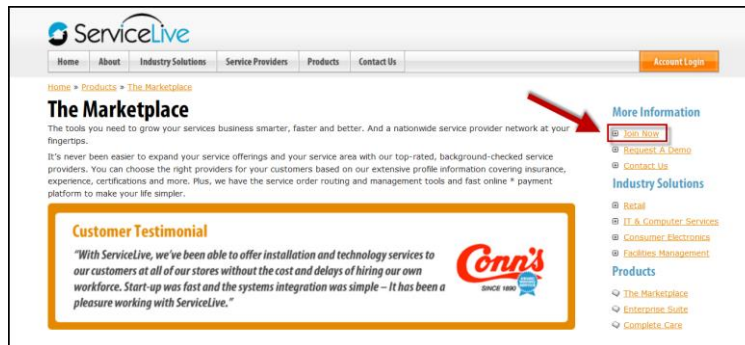 ServiceLive
Home About Industry Solutions Service Providers Products Contact Us Account Login
Home » Products » The Marketplace
The Marketplace
The tools you need to grow your services business smarter, faster and better. And a nationwide service provider network at your
fingertips.
It's never been easier to expand your service offerings and your service area with our top-rated, background-checked service
providers. You can choose the right providers for your customers based on our extensive profile information covering insurance,
experience, certifications and more. Plus, we have the service order routing and management tools and fast online * payment
platform to make your life simpler.
Customer Testimonial
"With ServiceLive, we've been able to offer installation and technology services to
our customers at all of our stores without the cost and delays of hiring our own
workforce. Start-up was fast and the systems integration was simple – It has been a
pleasure working with ServiceLive."
Conn's
SINCE 1890
More Information
Join Now
Request A Demo
Contact Us
Industry Solutions
Retail
IT & Computer Services
Consumer Electronics
Facilities Management
Products
The Marketplace
Enterprise Suite
Complete Care